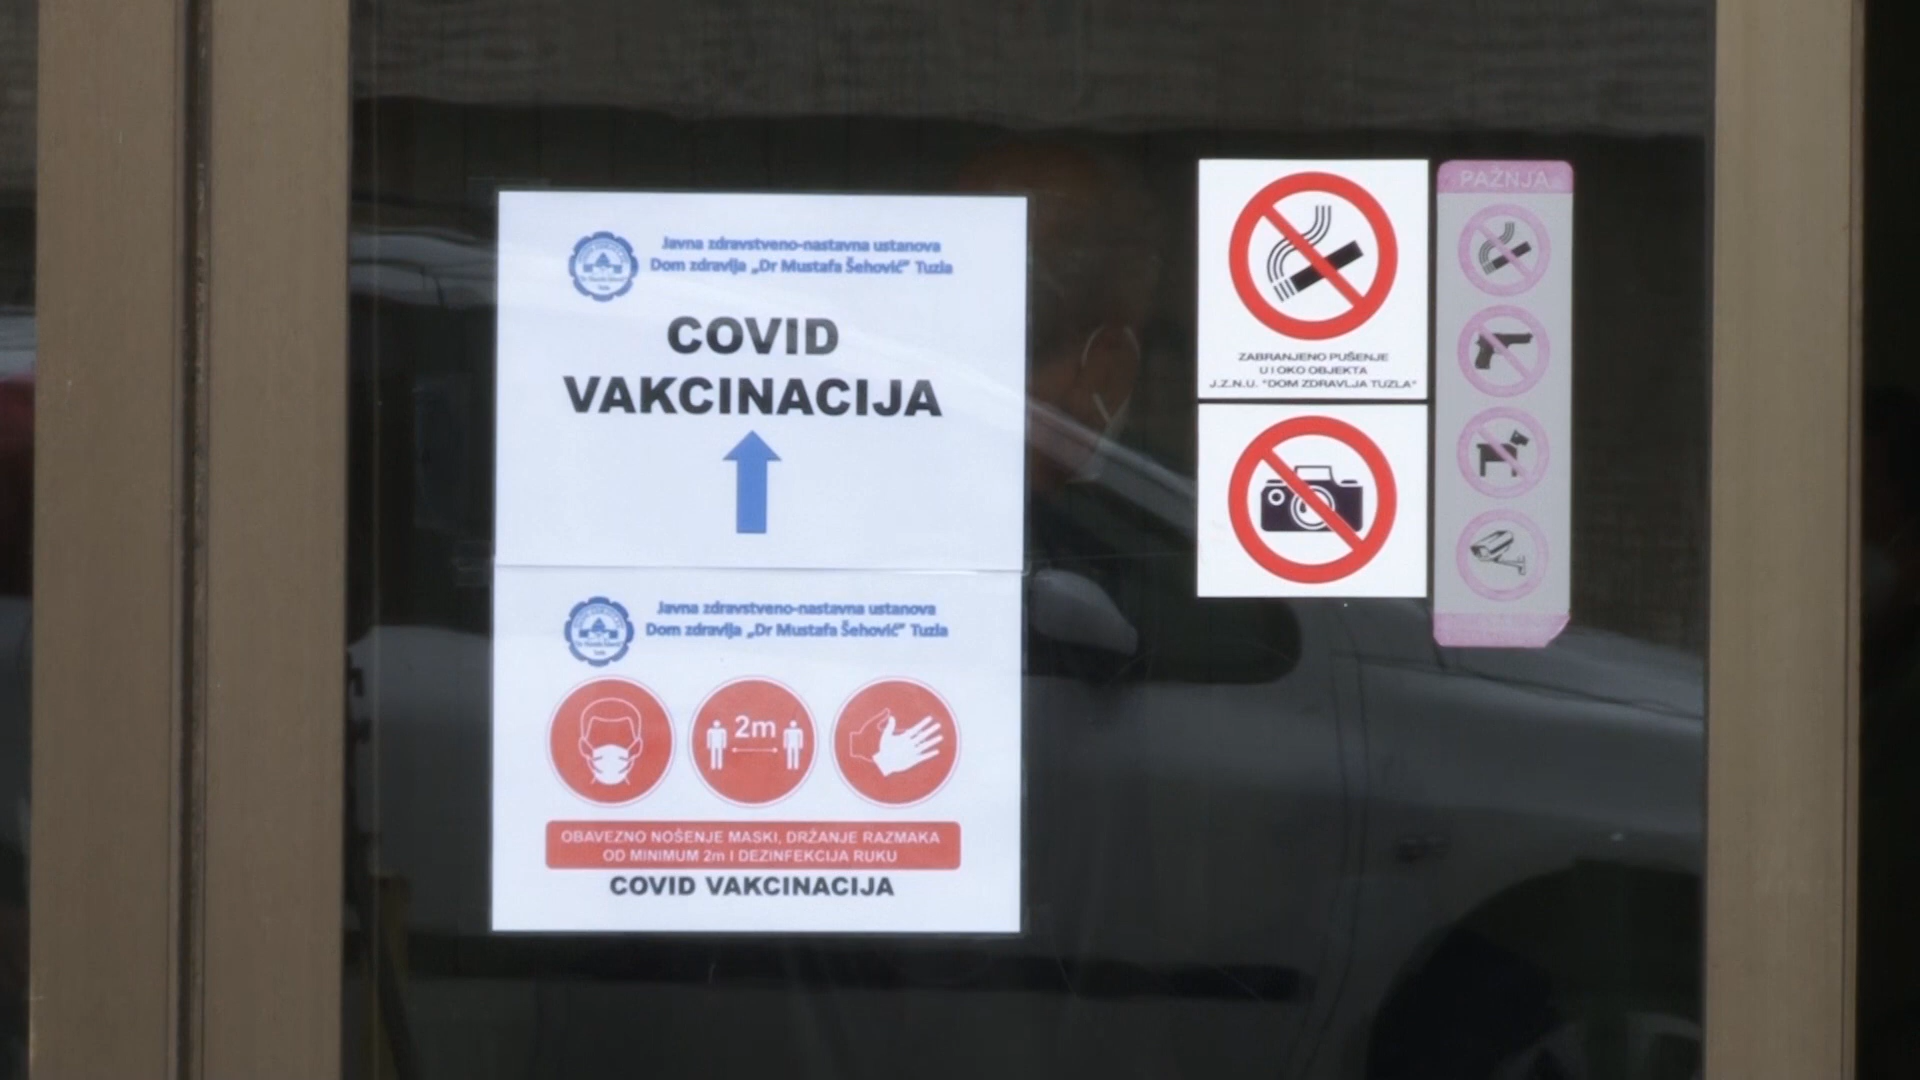 Javna zdravstveno-nastavna ustanova
Dom zdravlja „Dr Mustafa Šehović” Tuzla
COVID
VAKCINACIJA
Javna zdravstveno-nastavna ustanova
Dom zdravlja „Dr Mustafa Šehović” Tuzla
2m
OBAVEZNO NOŠENJE MASKI, DRŽANJE RAZMAKA
OD MINIMUM 2m I DEZINFEKCIJA RUKU
COVID VAKCINACIJA
ZABRANJENO PUŠENJE
U I OKO OBJEKTA
J.Z.N.U. "DOM ZDRAVLJA TUZLA"
PAŽNJA